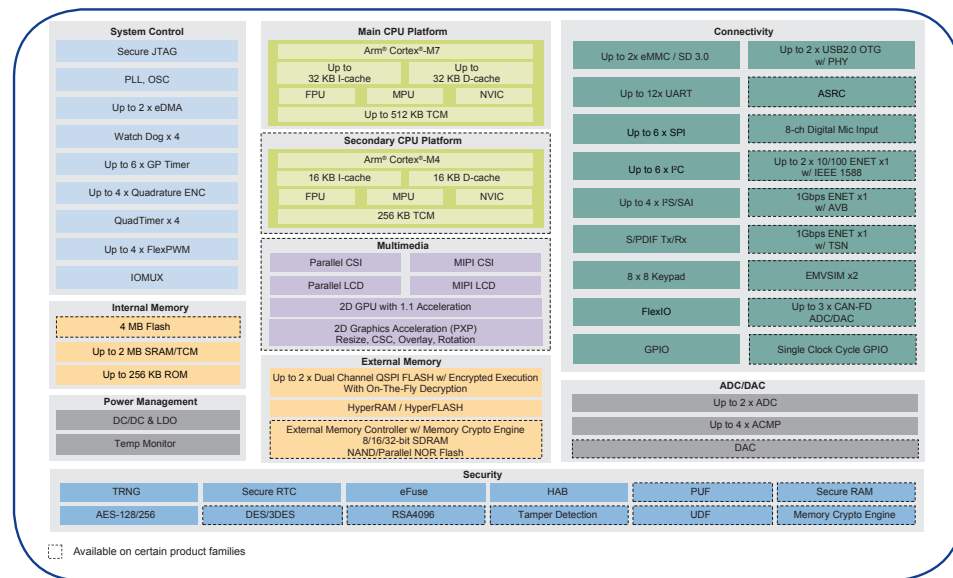 System Control
Secure JTAG
PLL, OSC
Up to 2 x eDMA
Watch Dog x 4
Up to 6 x GP Timer
Up to 4 x Quadrature ENC
QuadTimer x 4
Up to 4 x FlexPWM
IOMUX
Internal Memory
4 MB Flash
Up to 2 MB SRAM/TCM
Up to 256 KB ROM
Power Management
DC/DC & LDO
Temp Monitor
Main CPU Platform
Arm® Cortex®-M7
Up to
32 KB I-cache
Up to
32 KB D-cache
FPU
MPU
NVIC
Up to 512 KB TCM
Secondary CPU Platform
Arm® Cortex®-M4
16 KB I-cache
16 KB D-cache
FPU
MPU
NVIC
256 KB TCM
Multimedia
Parallel CSI
MIPI CSI
Parallel LCD
MIPI LCD
2D GPU with 1.1 Acceleration
2D Graphics Acceleration (PXP)
Resize, CSC, Overlay, Rotation
External Memory
Up to 2 x Dual Channel QSPI FLASH w/ Encrypted Execution
With On-The-Fly Decryption
HyperRAM / HyperFLASH
External Memory Controller w/ Memory Crypto Engine
8/16/32-bit SDRAM
NAND/Parallel NOR Flash
Connectivity
Up to 2x eMMC / SD 3.0
Up to 2 x USB2.0 OTG
w/ PHY
Up to 12x UART
ASRC
Up to 6 x SPI
8-ch Digital Mic Input
Up to 6 x I²C
Up to 2 x 10/100 ENET x1
w/ IEEE 1588
Up to 4 x I²S/SAI
1Gbps ENET x1
w/ AVB
S/PDIF Tx/Rx
1Gbps ENET x1
w/ TSN
8 x 8 Keypad
EMVSIM x2
FlexIO
Up to 3 x CAN-FD
ADC/DAC
GPIO
Single Clock Cycle GPIO
ADC/DAC
Up to 2 x ADC
Up to 4 x ACMP
DAC
Security
TRNG
Secure RTC
eFuse
HAB
PUF
Secure RAM
AES-128/256
DES/3DES
RSA4096
Tamper Detection
UDF
Memory Crypto Engine
Available on certain product families